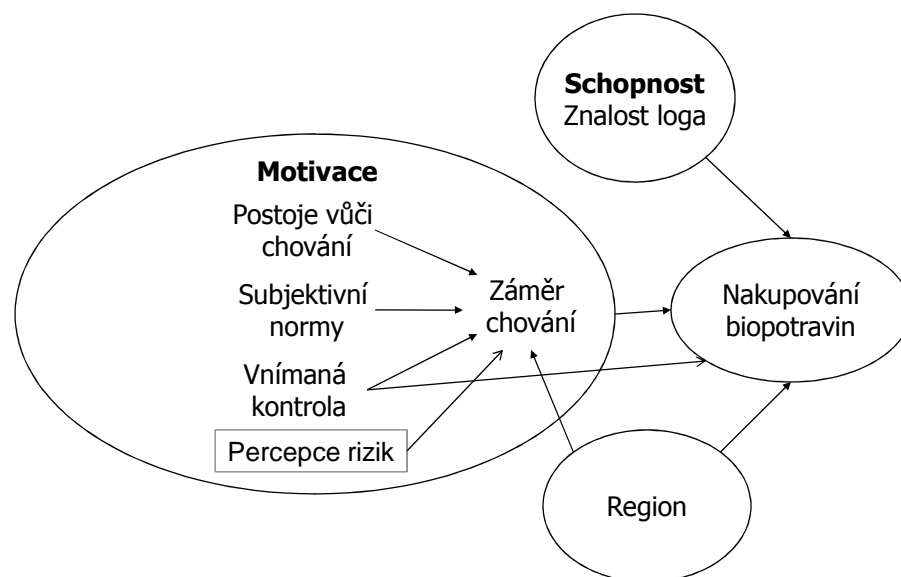 Schopnost
Znalost loga
Motivace
Postoje vůči
chování
Subjektivní
normy
Vnímaná
kontrola
Percepce rizik
Záměr
chování
Nakupování
biopotravin
Region